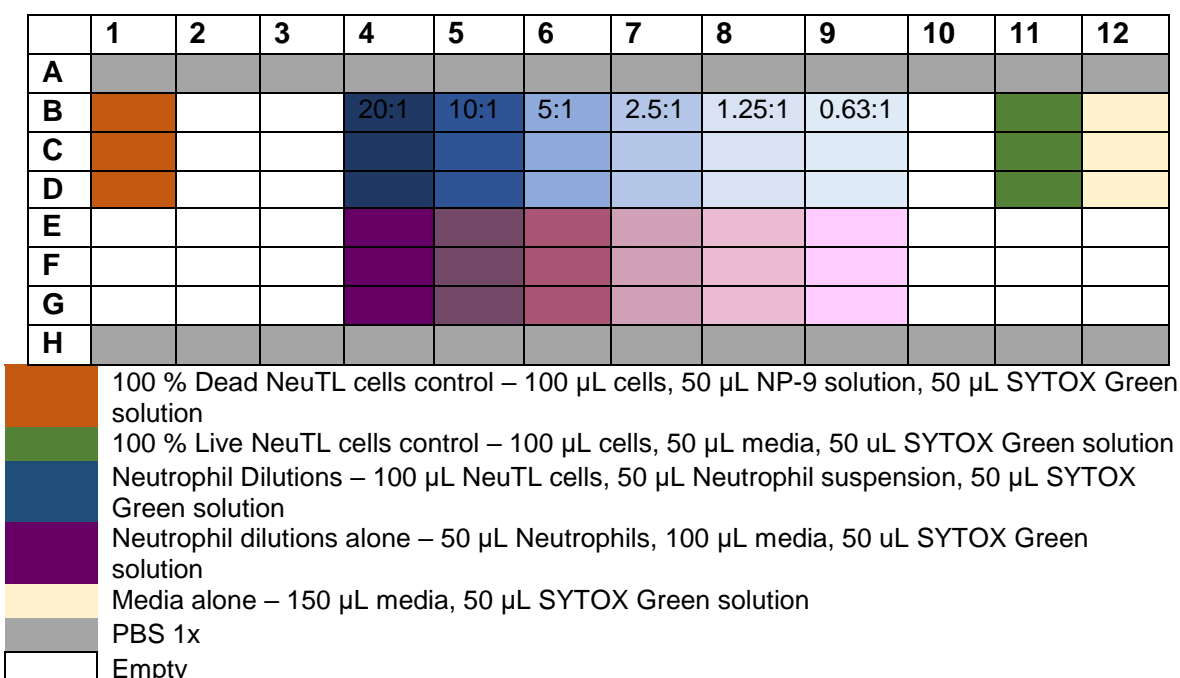 1 2 3 4 5 6 7 8 9 10 11 12
A
B 20:1 10:1 5:1 2.5:1 1.25:1 0.63:1
C
D
E
F
G
H
100 % Dead NeuTL cells control – 100 µL cells, 50 µL NP-9 solution, 50 µL SYTOX Green
solution
100 % Live NeuTL cells control – 100 µL cells, 50 µL media, 50 uL SYTOX Green solution
Neutrophil Dilutions – 100 µL NeuTL cells, 50 µL Neutrophil suspension, 50 µL SYTOX
Green solution
Neutrophil dilutions alone – 50 µL Neutrophils, 100 µL media, 50 uL SYTOX Green
solution
Media alone – 150 µL media, 50 µL SYTOX Green solution
PBS 1x
Empty